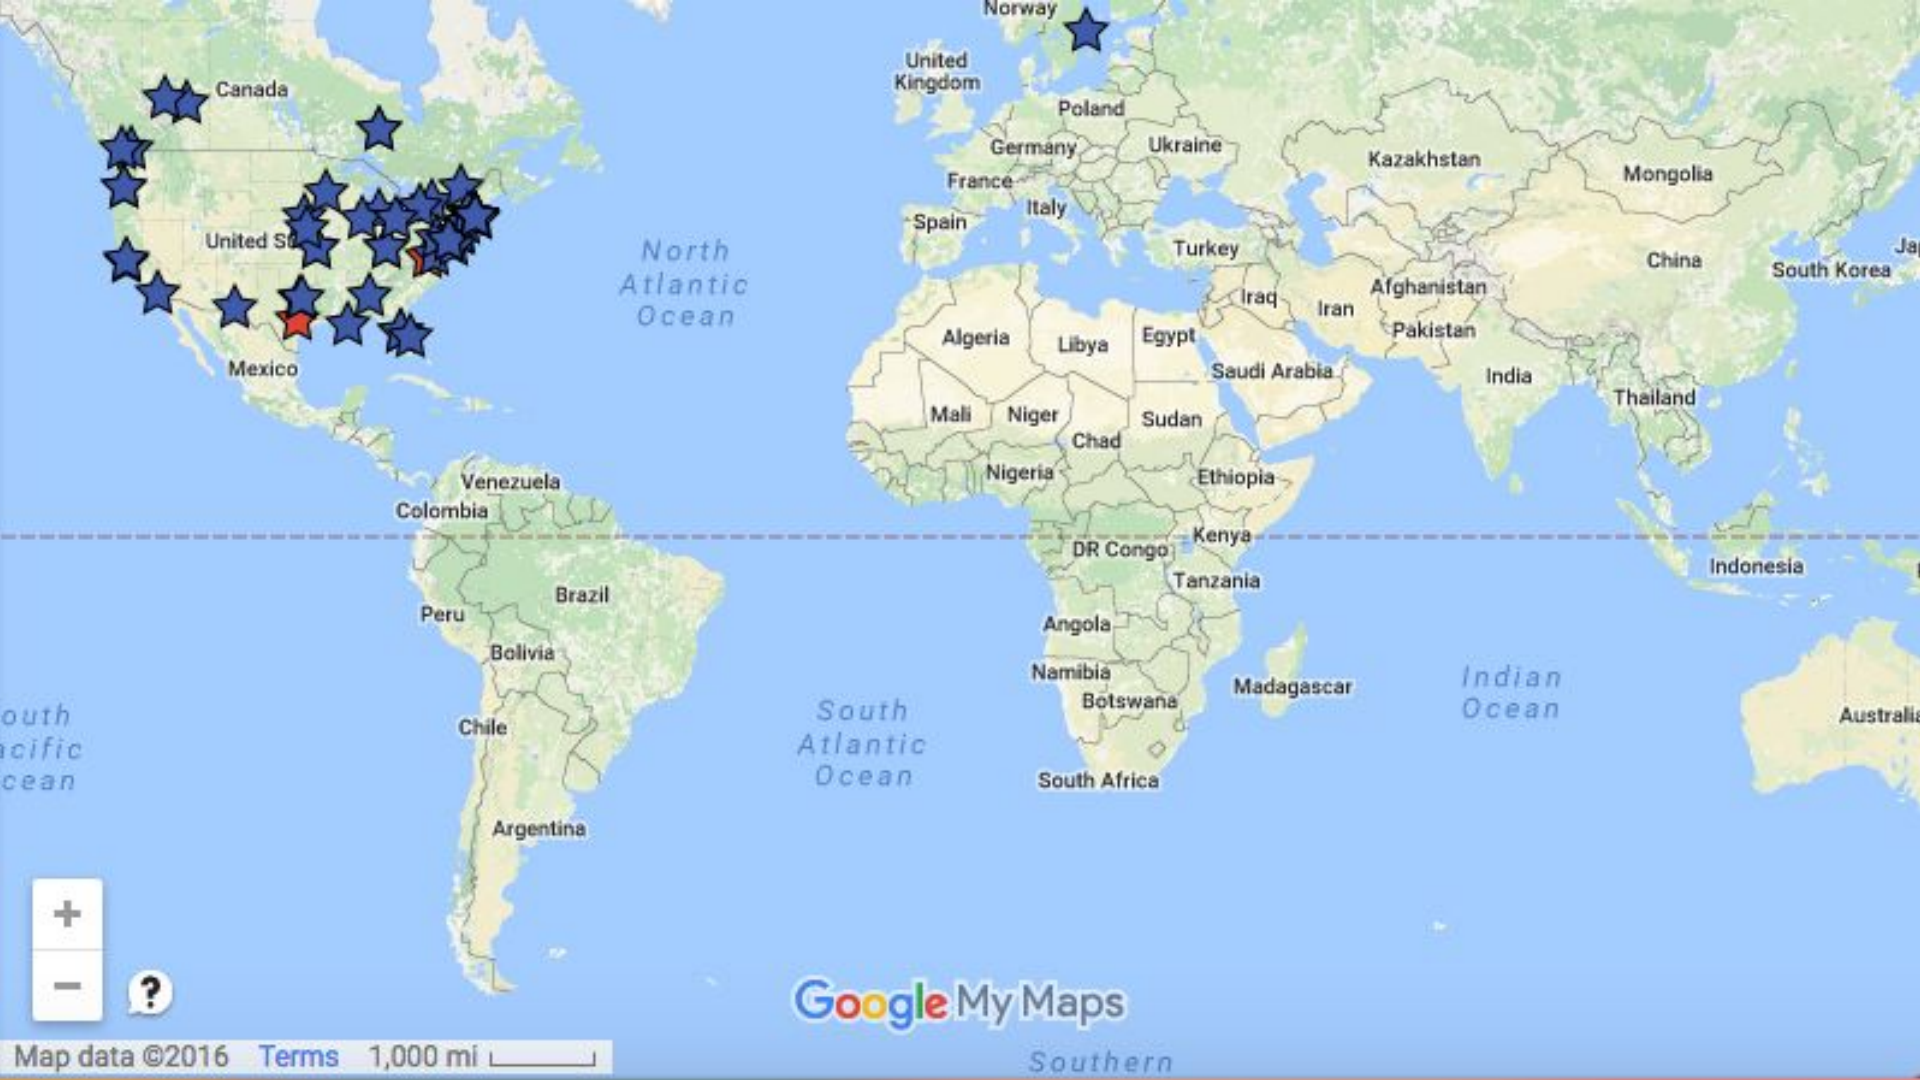 Norway
United
Kingdom
Canada
Poland
Germany
Ukraine
Kazakhstan
Mongolia
France
Italy
Spain
United S
Turkey
China
South Korea
North
Atlantic
Ocean
Afghanistan
Iraq
Iran
Pakistan
Algeria
Libya
Egypt
Saudi Arabia
India
Thailand
Mexico
Mali
Niger
Sudan
Chad
Nigeria
Ethiopia
Venezuela
Colombia
Kenya
DR Congo
Indonesia
Tanzania
Brazil
Peru
Angola
Bolivia
Namibia
Madagascar
Botswana
Indian
Ocean
outh
acific
cean
Chile
South
Atlantic
Ocean
Australia
South Africa
Argentina
+
−
?
Google My Maps
Map data ©2016 Terms 1,000 mi
Southern